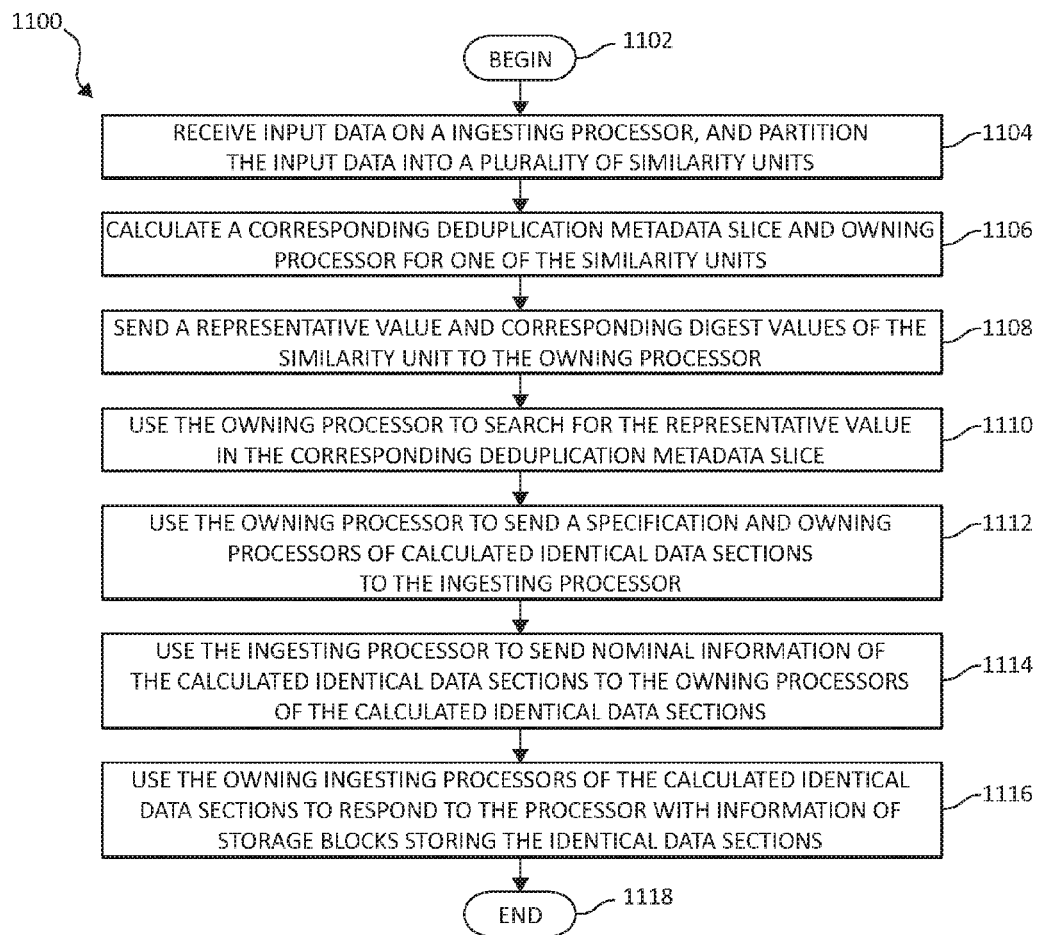 1100
BEGIN
1102
RECEIVE INPUT DATA ON A INGESTING PROCESSOR, AND PARTITION
THE INPUT DATA INTO A PLURALITY OF SIMILARITY UNITS
1104
CALCULATE A CORRESPONDING DEDUPLICATION METADATA SLICE AND OWNING
PROCESSOR FOR ONE OF THE SIMILARITY UNITS
1106
SEND A REPRESENTATIVE VALUE AND CORRESPONDING DIGEST VALUES OF THE
SIMILARITY UNIT TO THE OWNING PROCESSOR
1108
USE THE OWNING PROCESSOR TO SEARCH FOR THE REPRESENTATIVE VALUE
IN THE CORRESPONDING DEDUPLICATION METADATA SLICE
1110
USE THE OWNING PROCESSOR TO SEND A SPECIFICATION AND OWNING
PROCESSORS OF CALCULATED IDENTICAL DATA SECTIONS
TO THE INGESTING PROCESSOR
1112
USE THE INGESTING PROCESSOR TO SEND NOMINAL INFORMATION OF
THE CALCULATED IDENTICAL DATA SECTIONS TO THE OWNING PROCESSORS
OF THE CALCULATED IDENTICAL DATA SECTIONS
1114
USE THE OWNING INGESTING PROCESSORS OF THE CALCULATED IDENTICAL
DATA SECTIONS TO RESPOND TO THE PROCESSOR WITH INFORMATION OF
STORAGE BLOCKS STORING THE IDENTICAL DATA SECTIONS
1116
END
1118